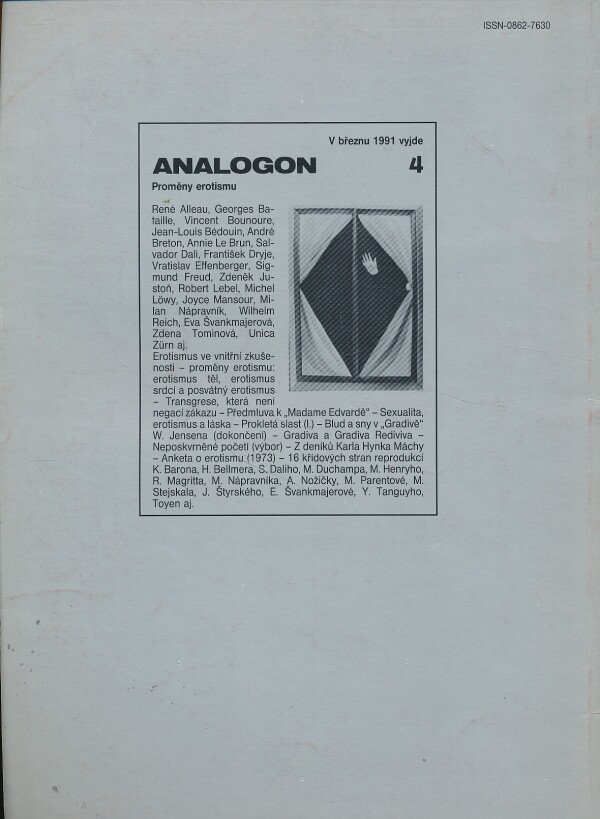 ISSN-0862-7630
V březnu 1991 vyjde
ANALOGON 4
Proměny erotismu
René Alleau, Georges Ba-
taille, Vincent Bounoure,
Jean-Louis Bédouin, André
Breton, Annie Le Brun, Sal-
vador Dali, František Dryje,
Vratislav Effenberger, Sig-
mund Freud, Zdeněk Ju-
stoň, Robert Lebel, Michel
Löwy, Joyce Mansour, Mi-
lan Nápravník, Wilhelm
Reich, Eva Švankmajerová,
Zdena Tominová, Unica
Zürn aj.
Erotismus ve vnitřní zkuše-
nosti – proměny erotismu:
erotismus těl, erotismus
srdcí a posvátný erotismus
– Transgrese, která není
negací zákazu – Předmluva k „Madame Edvardě" – Sexualita,
erotismus a láska – Prokletá slast (I.) – Blud a sny v „Gradivě"
W. Jensena (dokončení) – Gradiva a Gradiva Rediviva –
Neposkvrněné početí (výbor) – Z deníků Karla Hynka Máchy
– Anketa o erotismu (1973) – 16 křídových stran reprodukcí
K. Barona, H. Bellmera, S. Daliho, M. Duchampa, M. Henryho,
R. Magritta, M. Nápravníka, A. Nožičky, M. Parentové, M.
Stejskala, J. Štyrského, E. Švankmajerové, Y. Tanguyho,
Toyen aj.